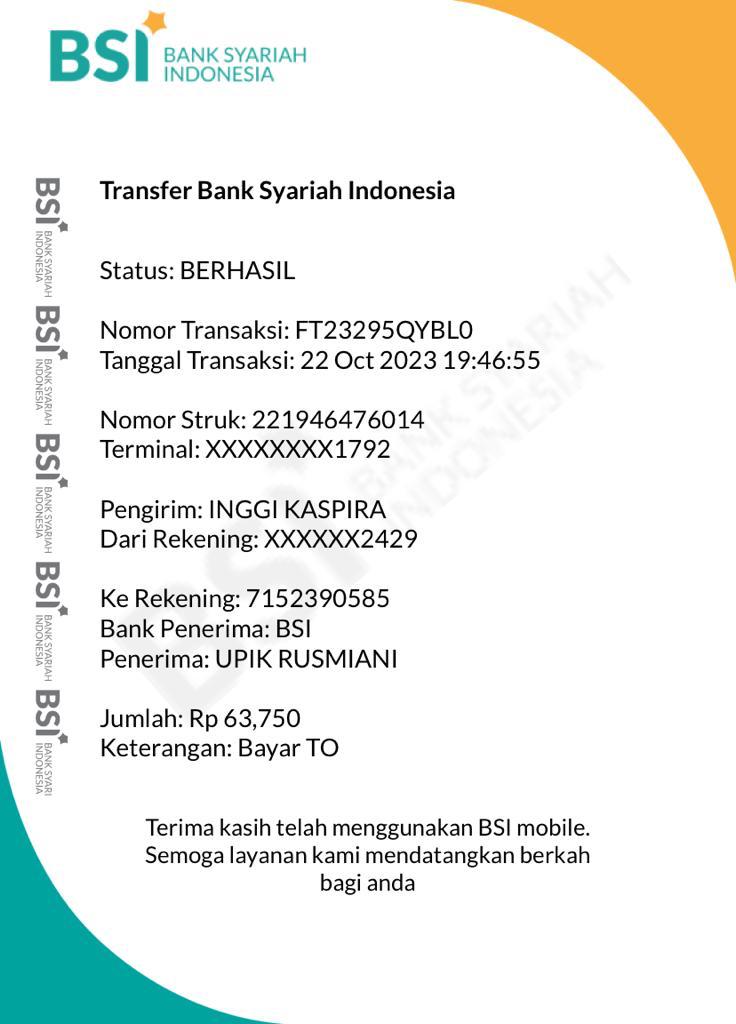 BSI BANK SYARIAH
INDONESIA
Transfer Bank Syariah Indonesia
Status: BERHASIL
Nomor Transaksi: FT23295QYBL0
Tanggal Transaksi: 22 Oct 2023 19:46:55
Nomor Struk: 221946476014
Terminal: XXXXXXXX1792
Pengirim: INGGI KASPIRA
Dari Rekening: XXXXXX2429
Ke Rekening: 7152390585
Bank Penerima: BSI
Penerima: UPIK RUSMIANI
Jumlah: Rp 63,750
Keterangan: Bayar TO
Terima kasih telah menggunakan BSI mobile.
Semoga layanan kami mendatangkan berkah
bagi anda
BSI BANK SYARIAH
INDONESIA
BSI BANK SYARIAH
INDONESIA
BSI BANK SYARIAH
INDONESIA
BSI BANK SYARIAH
INDONESIA
BSI BANK SYARI
INDONESIA
BSI BANK SYARIAH
INDONESIA